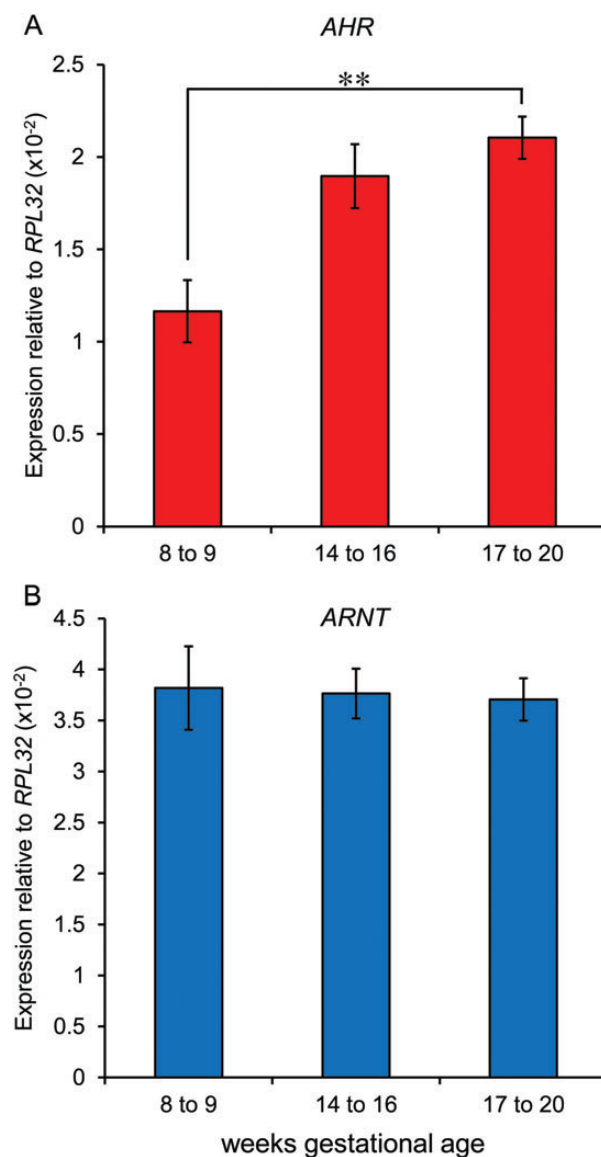 A
AHR
Expression relative to RPL32 (x10⁻²)
2.5
2
1.5
1
0.5
0
**
8 to 9
14 to 16
17 to 20
B
ARNT
Expression relative to RPL32 (x10⁻²)
4.5
4
3.5
3
2.5
4
1.5
1
0.5
0
8 to 9
14 to 16
17 to 20
weeks gestational age